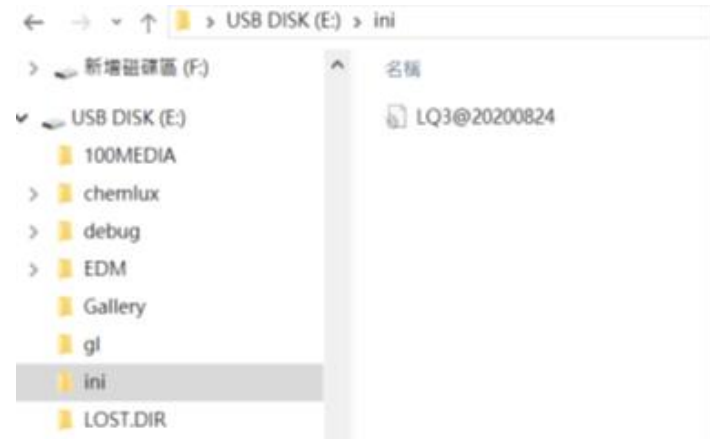 USB DISK (E:) > ini
新增磁碟區 (F:)
USB DISK (E:)
100MEDIA
chemlux
debug
EDM
Gallery
gl
ini
LOST.DIR
名稱
LQ3@20200824